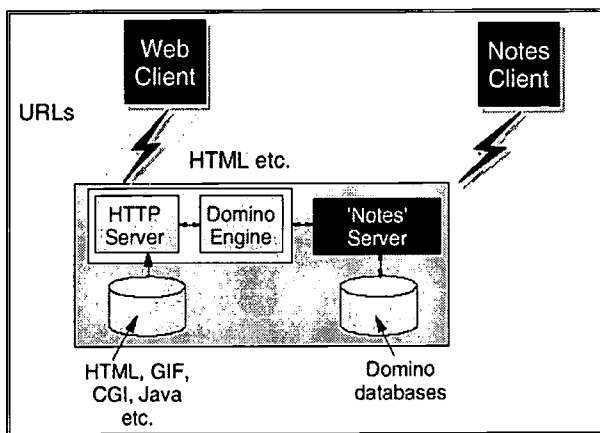 Web
Client
Notes
Client
URLs
HTML etc.
HTTP
Server
Domino
Engine
'Notes'
Server
HTML, GIF,
CGI, Java
etc.
Domino
databases